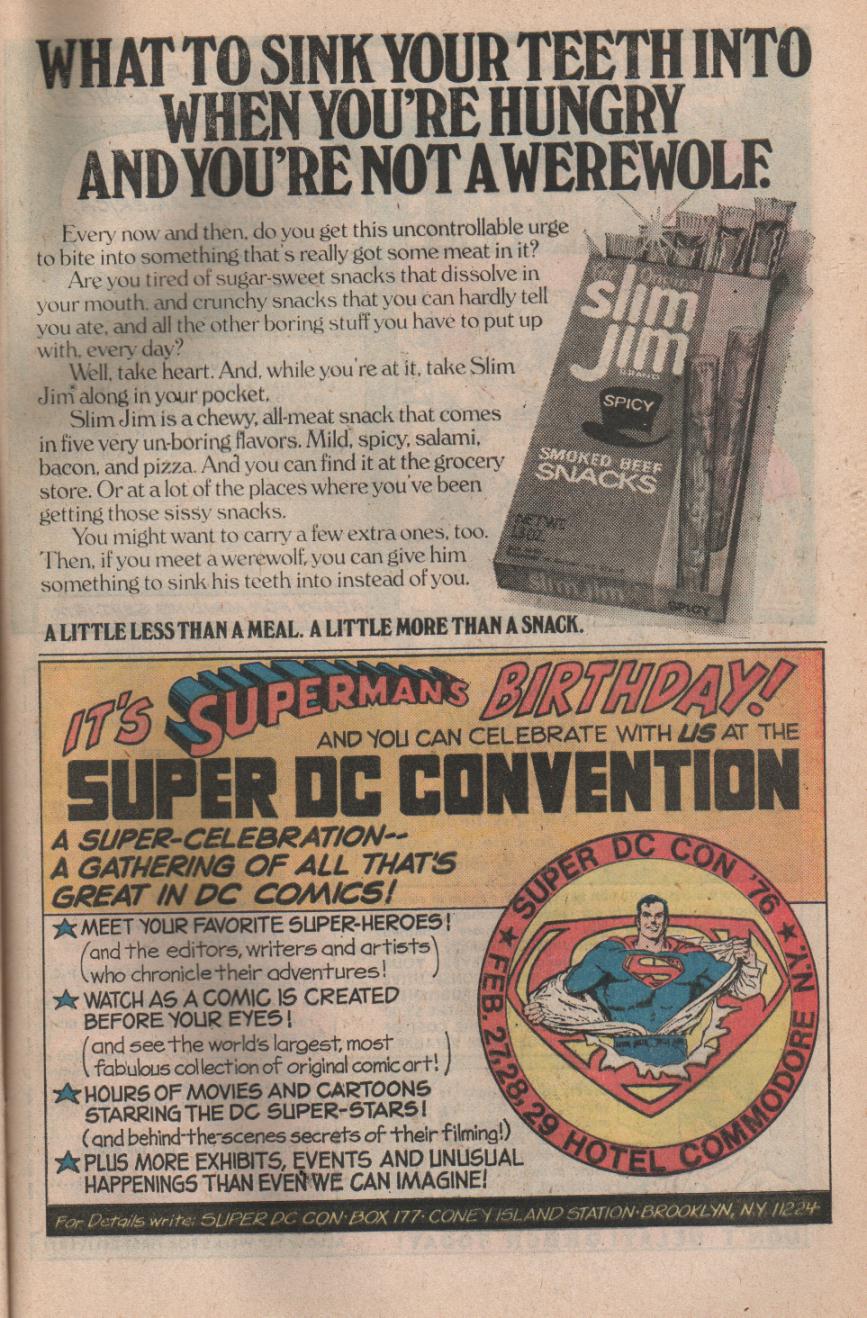 WHAT TO SINK YOUR TEETH INTO
WHEN YOU'RE HUNGRY
AND YOU'RE NOT A WEREWOLF.
Every now and then, do you get this uncontrollable urge
to bite into something that's really got some meat in it?
Are you tired of sugar-sweet snacks that dissolve in
your mouth, and crunchy snacks that you can hardly tell
you ate, and all the other boring stuff you have to put up
with, every day?
Well, take heart. And, while you're at it, take Slim
Jim® along in your pocket.
Slim Jim is a chewy, all-meat snack that comes
in five very un-boring flavors. Mild, spicy, salami,
bacon, and pizza. And you can find it at the grocery
store. Or at a lot of the places where you've been
getting those sissy snacks.
You might want to carry a few extra ones, too.
Then, if you meet a werewolf, you can give him
something to sink his teeth into instead of you.
slim
jim
BRAND
SPICY
SMOKED BEEF
SNACKS
NET WT.
Slim Jim
SPICY
A LITTLE LESS THAN A MEAL. A LITTLE MORE THAN A SNACK.
IT'S SUPERMAN'S BIRTHDAY!
AND YOU CAN CELEBRATE WITH US AT THE
SUPER DC CONVENTION
A SUPER-CELEBRATION--
A GATHERING OF ALL THAT'S
GREAT IN DC COMICS!
★ MEET YOUR FAVORITE SUPER-HEROES!
(and the editors, writers and artists
who chronicle their adventures!)
★ WATCH AS A COMIC IS CREATED
BEFORE YOUR EYES!
(and see the world's largest, most
fabulous collection of original comic art!)
★ HOURS OF MOVIES AND CARTOONS
STARRING THE DC SUPER-STARS!
(and behind-the-scenes secrets of their filming!)
★ PLUS MORE EXHIBITS, EVENTS AND UNUSUAL
HAPPENINGS THAN EVEN WE CAN IMAGINE!
SUPER DC CON '76
★ FEB. 27, 28, 29 HOTEL COMMODORE N.Y. ★
S
For Details write: SUPER DC CON · BOX 177 · CONEY ISLAND STATION · BROOKLYN, N.Y. 11224